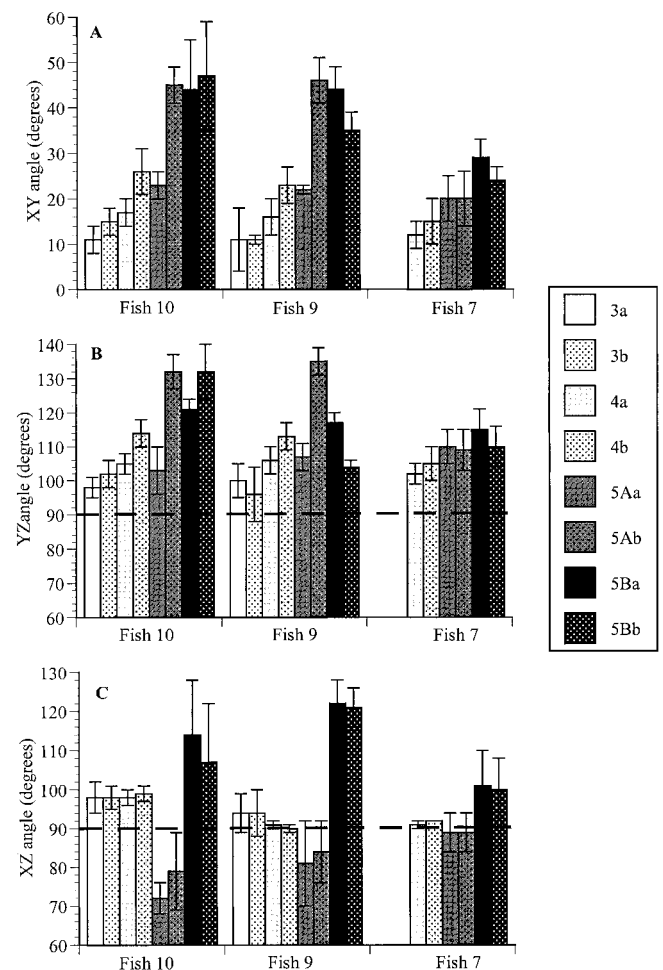 A
XY angle (degrees)
60
50
40
30
20
10
0
Fish 10
Fish 9
Fish 7
B
YZangle (degrees)
140
130
120
110
100
90
80
70
60
Fish 10
Fish 9
Fish 7
C
XZ angle (degrees)
130
120
110
100
90
80
70
60
Fish 10
Fish 9
Fish 7
3a
3b
4a
4b
5Aa
5Ab
5Ba
5Bb